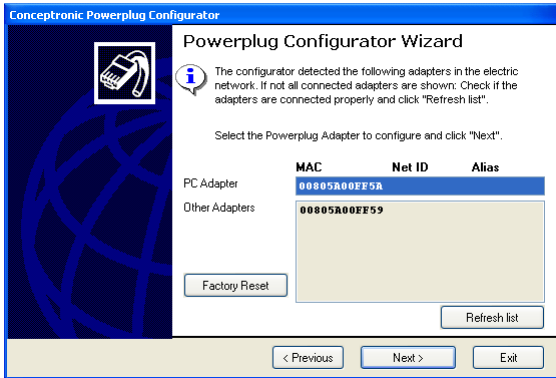 Conceptronic Powerplug Configurator
Powerplug Configurator Wizard
The configurator detected the following adapters in the electric
network. If not all connected adapters are shown: Check if the
adapters are connected properly and click "Refresh list".
Select the Powerplug Adapter to configure and click "Next".
MAC Net ID Alias
PC Adapter 00805A00FF5A
Other Adapters 00805A00FF59
Factory Reset
Refresh list
< Previous Next > Exit